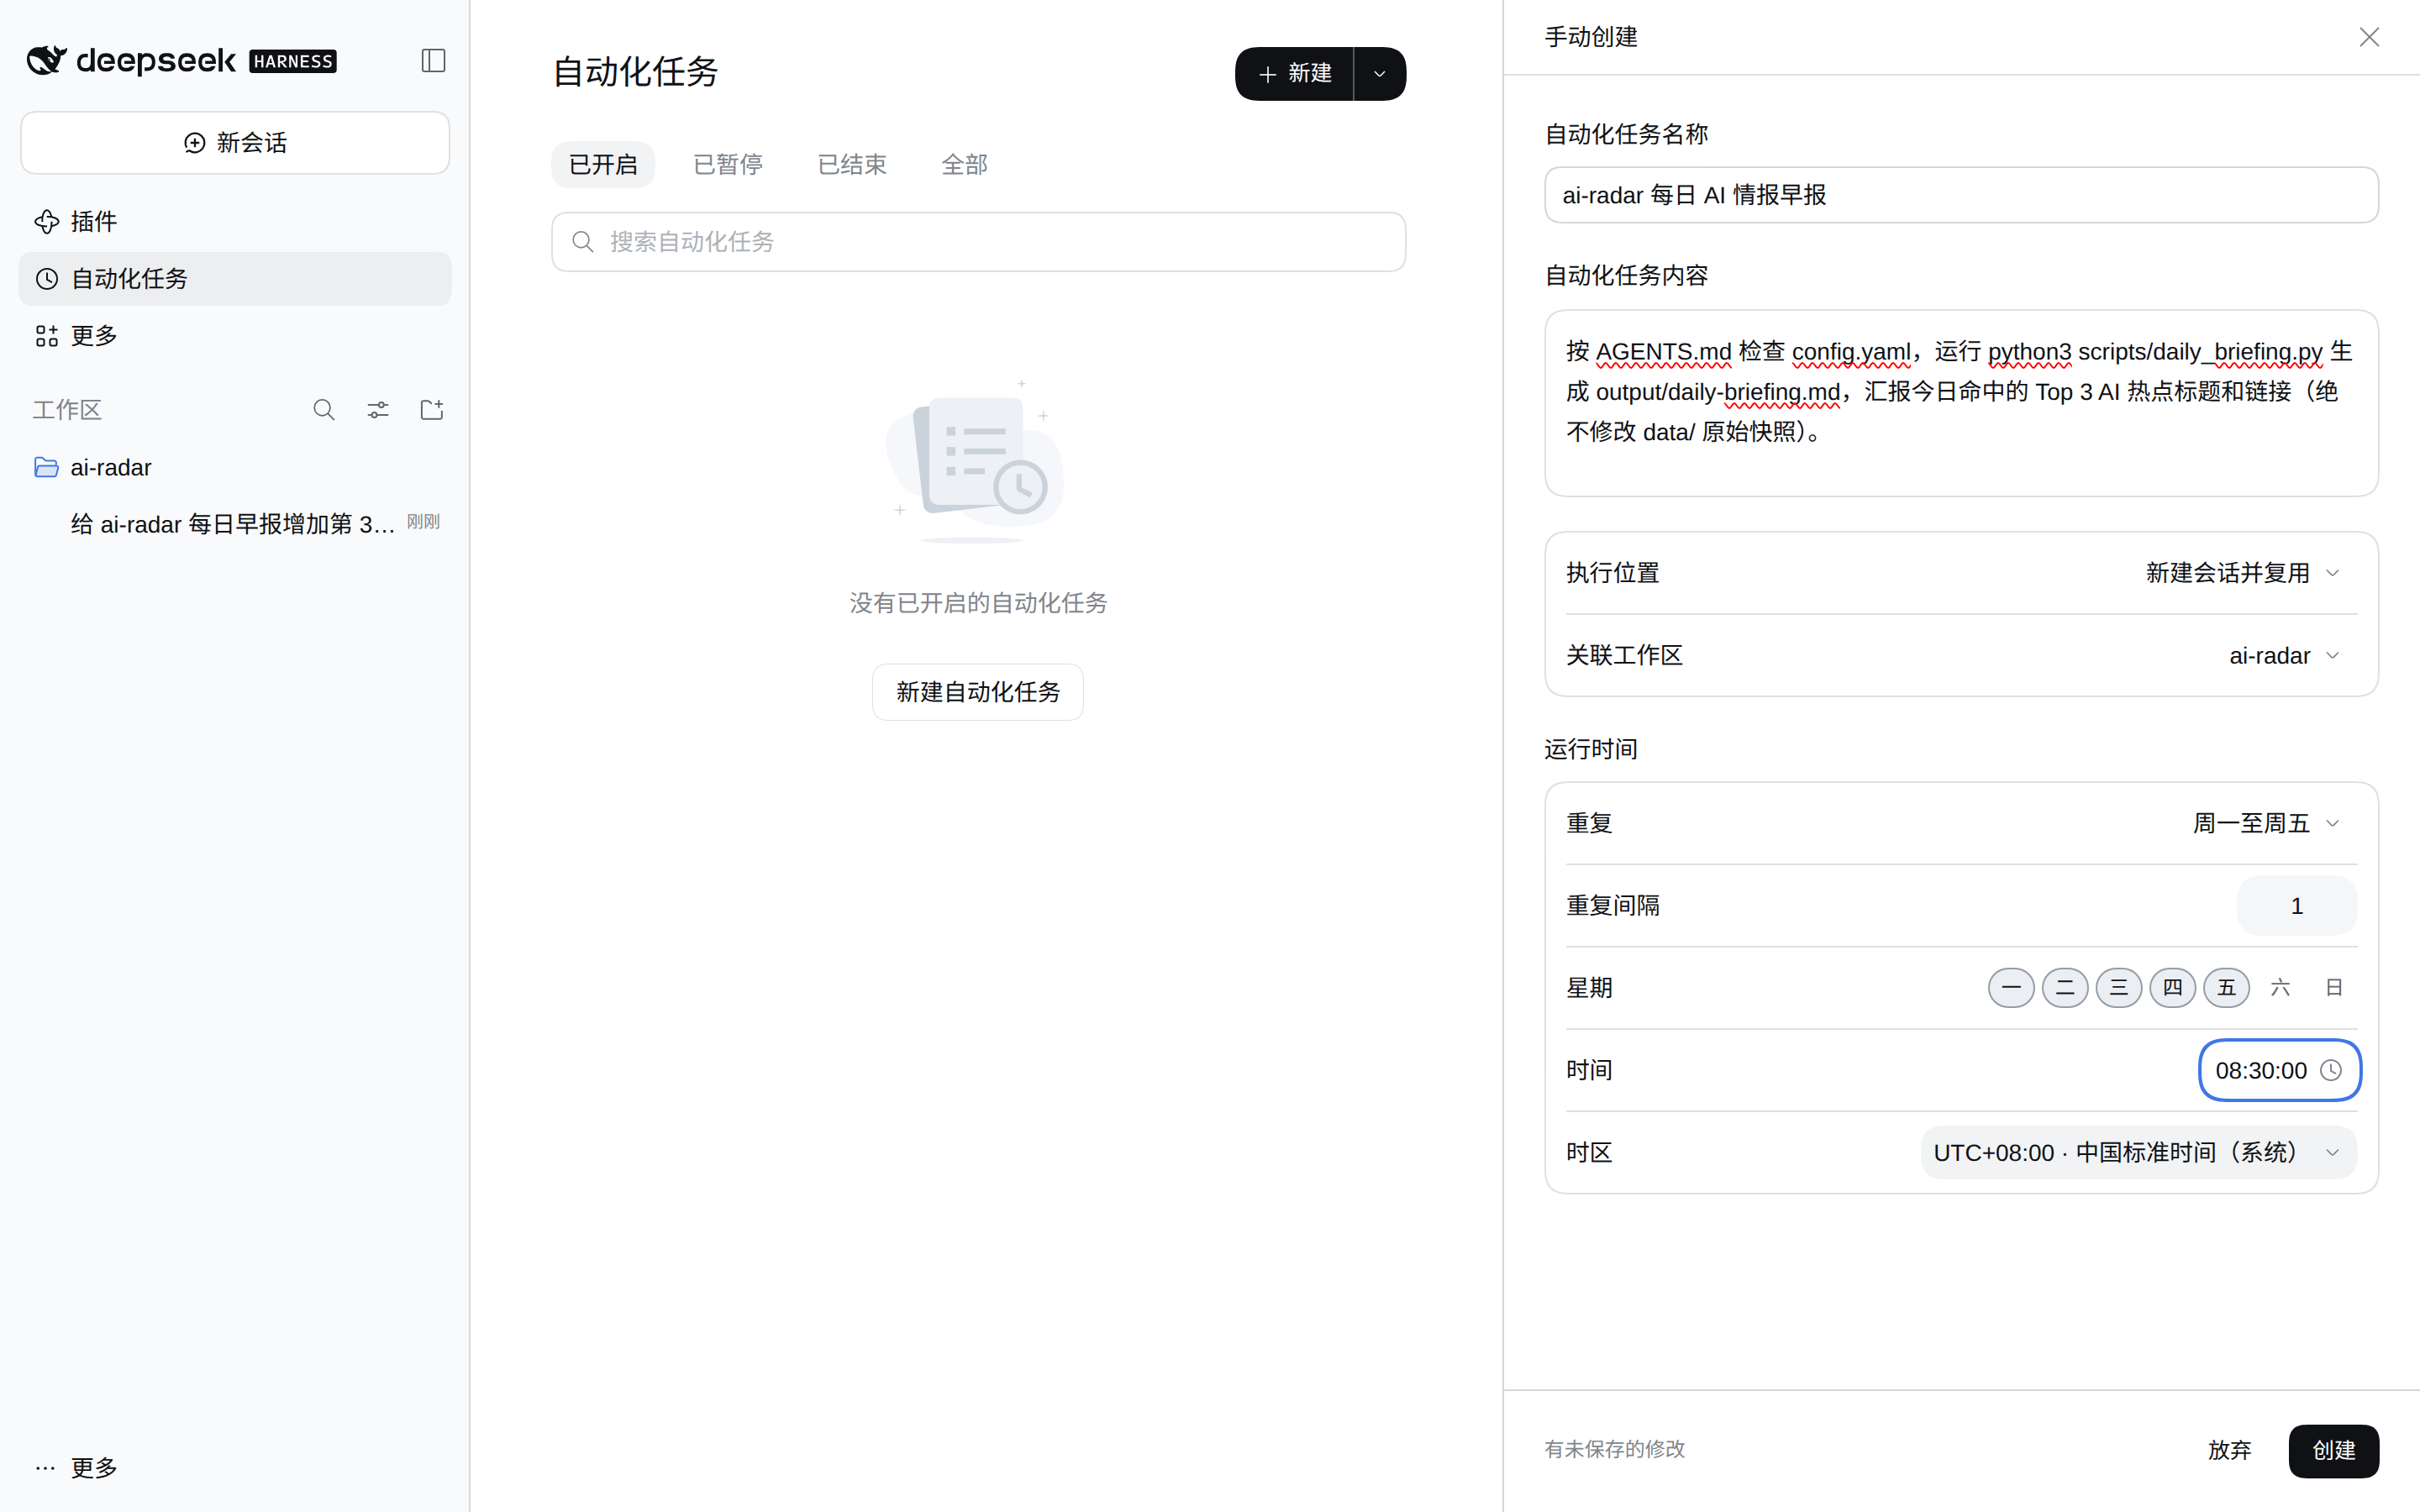 deepseek HARNESS
新会话
插件
自动化任务
更多
工作区
ai-radar
给 ai-radar 每日早报增加第 3... 刚刚
更多
自动化任务
新建
已开启 已暂停 已结束 全部
搜索自动化任务
没有已开启的自动化任务
新建自动化任务
手动创建
自动化任务名称
ai-radar 每日 AI 情报早报
自动化任务内容
按 AGENTS.md 检查 config.yaml，运行 python3 scripts/daily_briefing.py 生
成 output/daily-briefing.md，汇报今日命中的 Top 3 AI 热点标题和链接（绝
不修改 data/ 原始快照）。
执行位置 新建会话并复用
关联工作区 ai-radar
运行时间
重复 周一至周五
重复间隔 1
星期 一 二 三 四 五 六 日
时间 08:30:00
时区 UTC+08:00 · 中国标准时间（系统）
有未保存的修改 放弃 创建